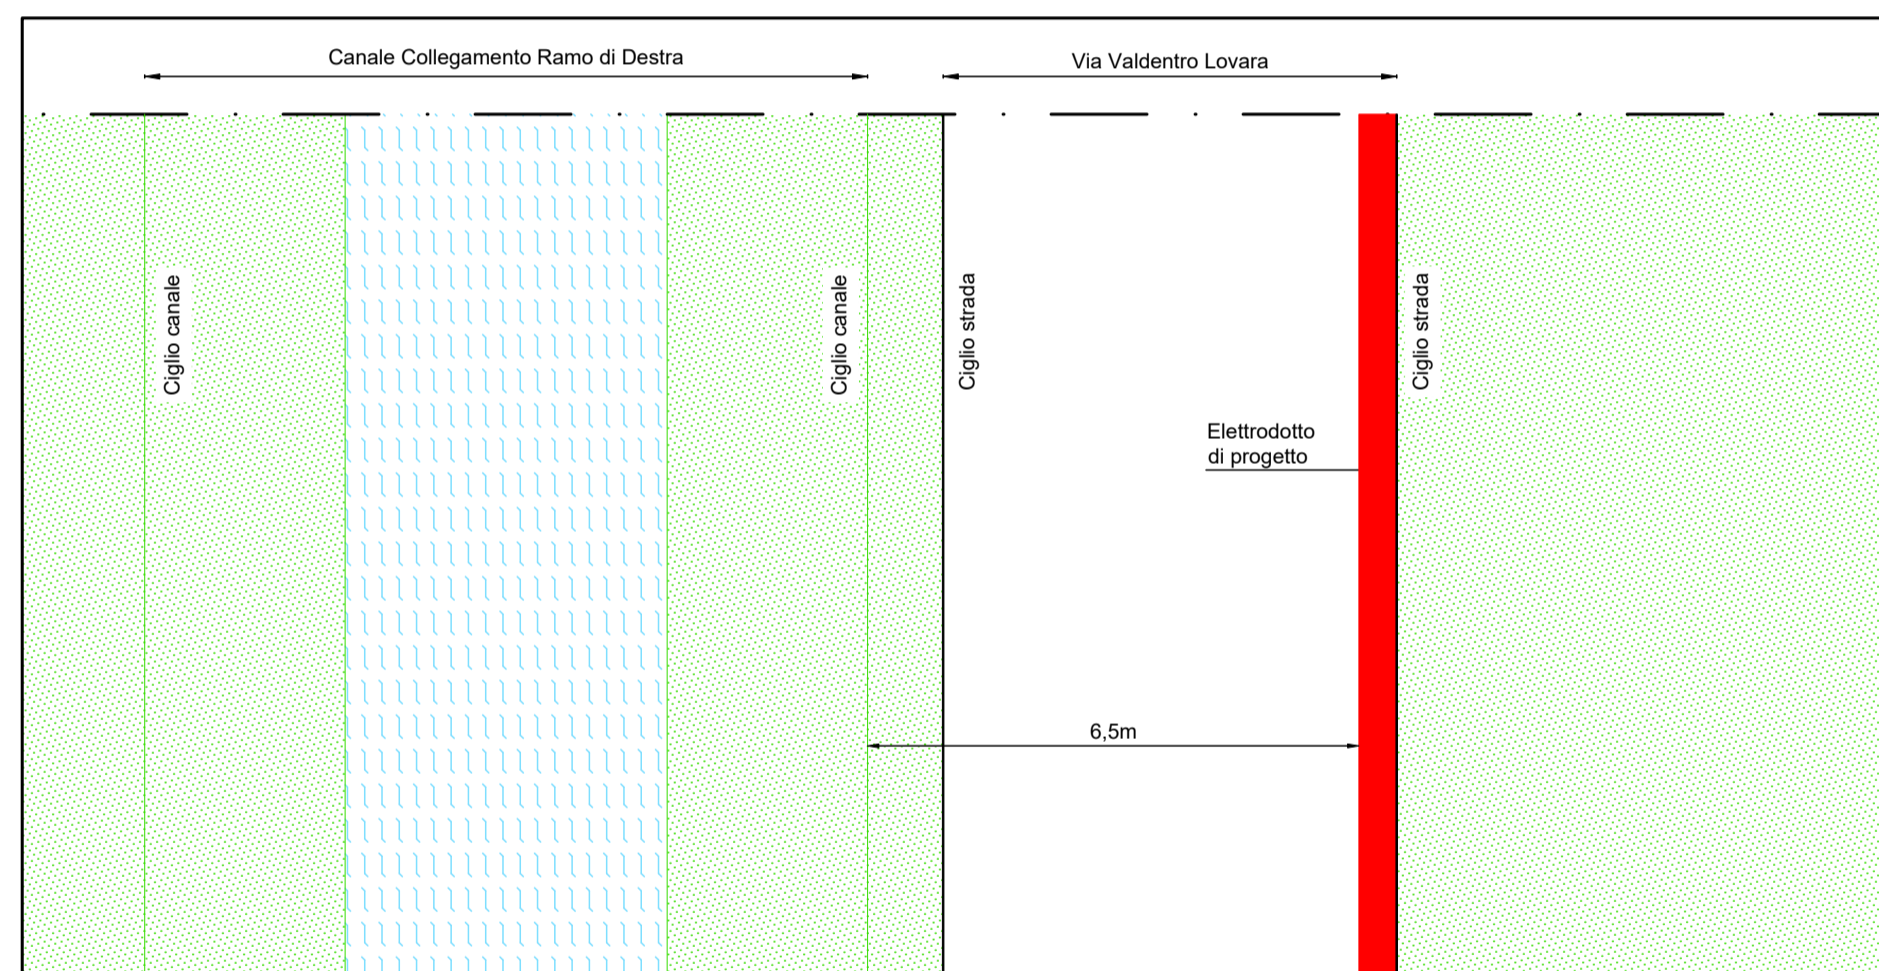 Canale Collegamento Ramo di Destra
Via Valdentro Lovara
Ciglio canale
Ciglio canale
Ciglio strada
Ciglio strada
Elettrodotto
di progetto
6,5m